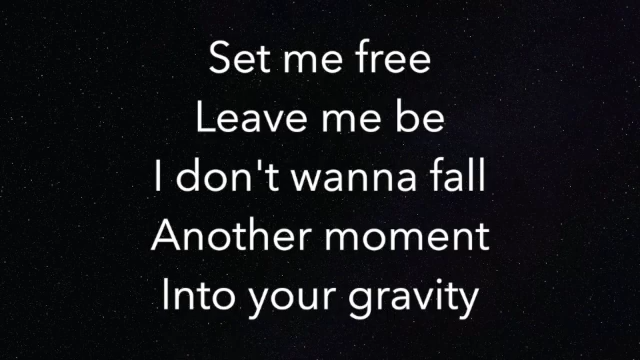 Set me free
Leave me be
I don't wanna fall
Another moment
Into your gravity